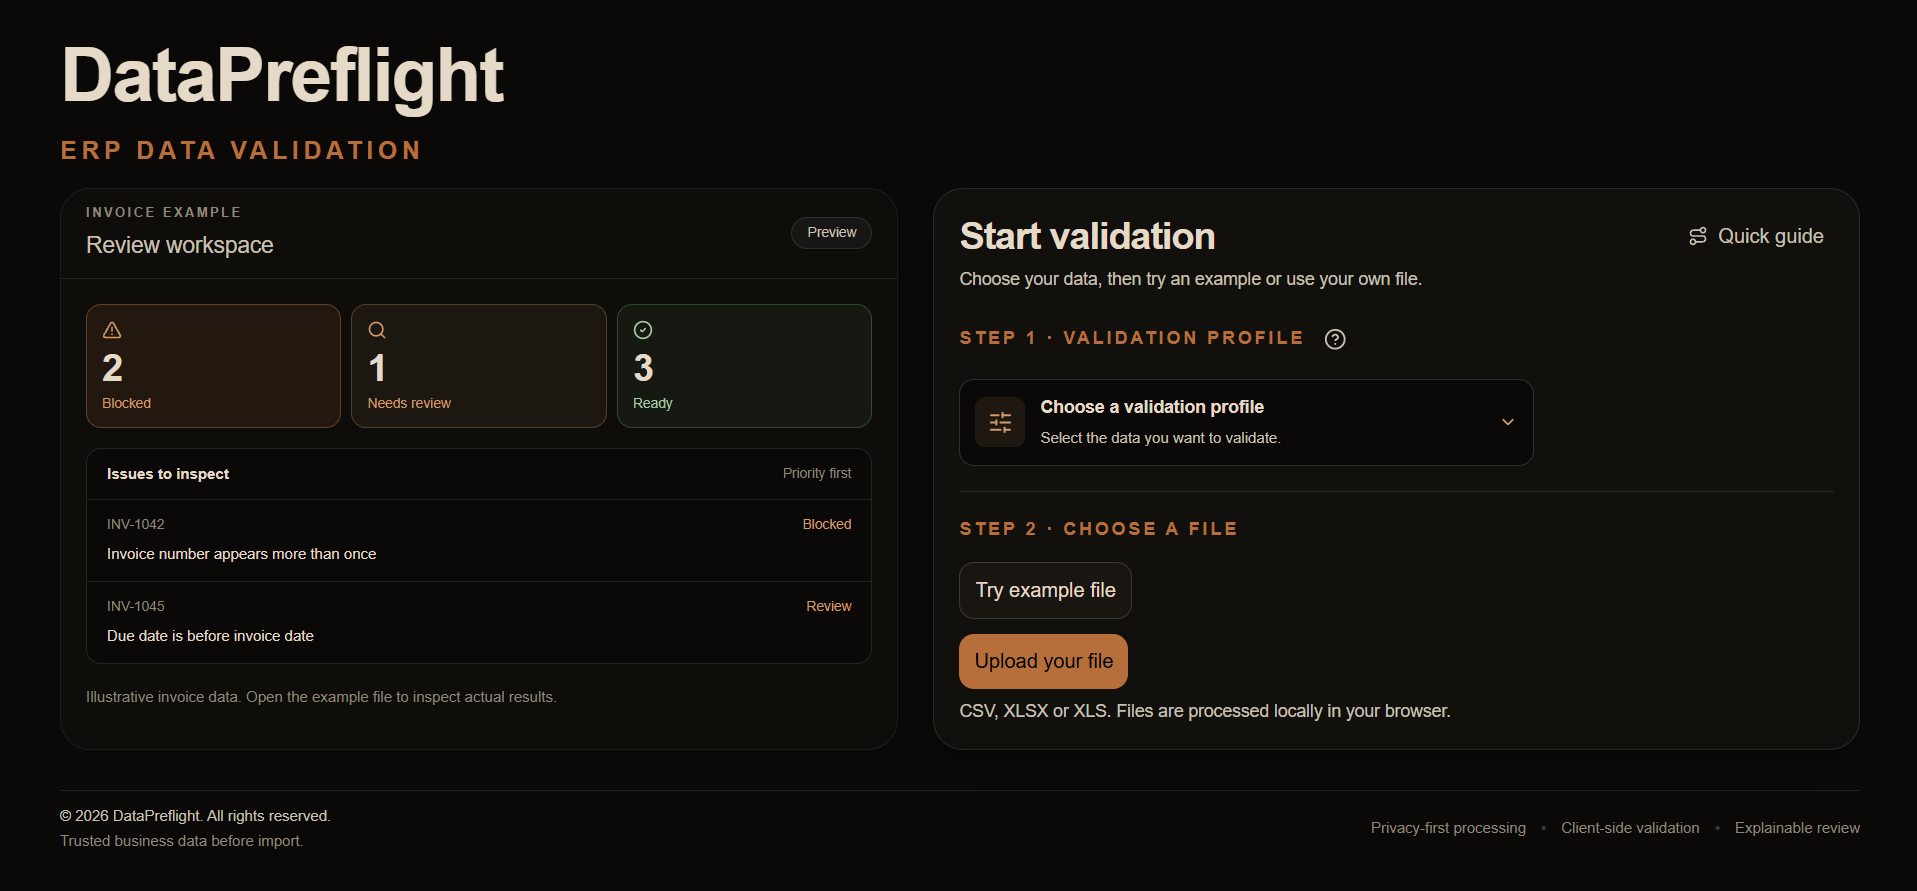 DataPreflight
ERP DATA VALIDATION
INVOICE EXAMPLE
Review workspace
Preview
2
Blocked
1
Needs review
3
Ready
Issues to inspect
Priority first
INV-1042
Blocked
Invoice number appears more than once
INV-1045
Review
Due date is before invoice date
Illustrative invoice data. Open the example file to inspect actual results.
Start validation
Quick guide
Choose your data, then try an example or use your own file.
STEP 1 · VALIDATION PROFILE
Choose a validation profile
Select the data you want to validate.
STEP 2 · CHOOSE A FILE
Try example file
Upload your file
CSV, XLSX or XLS. Files are processed locally in your browser.
© 2026 DataPreflight. All rights reserved.
Trusted business data before import.
Privacy-first processing • Client-side validation • Explainable review